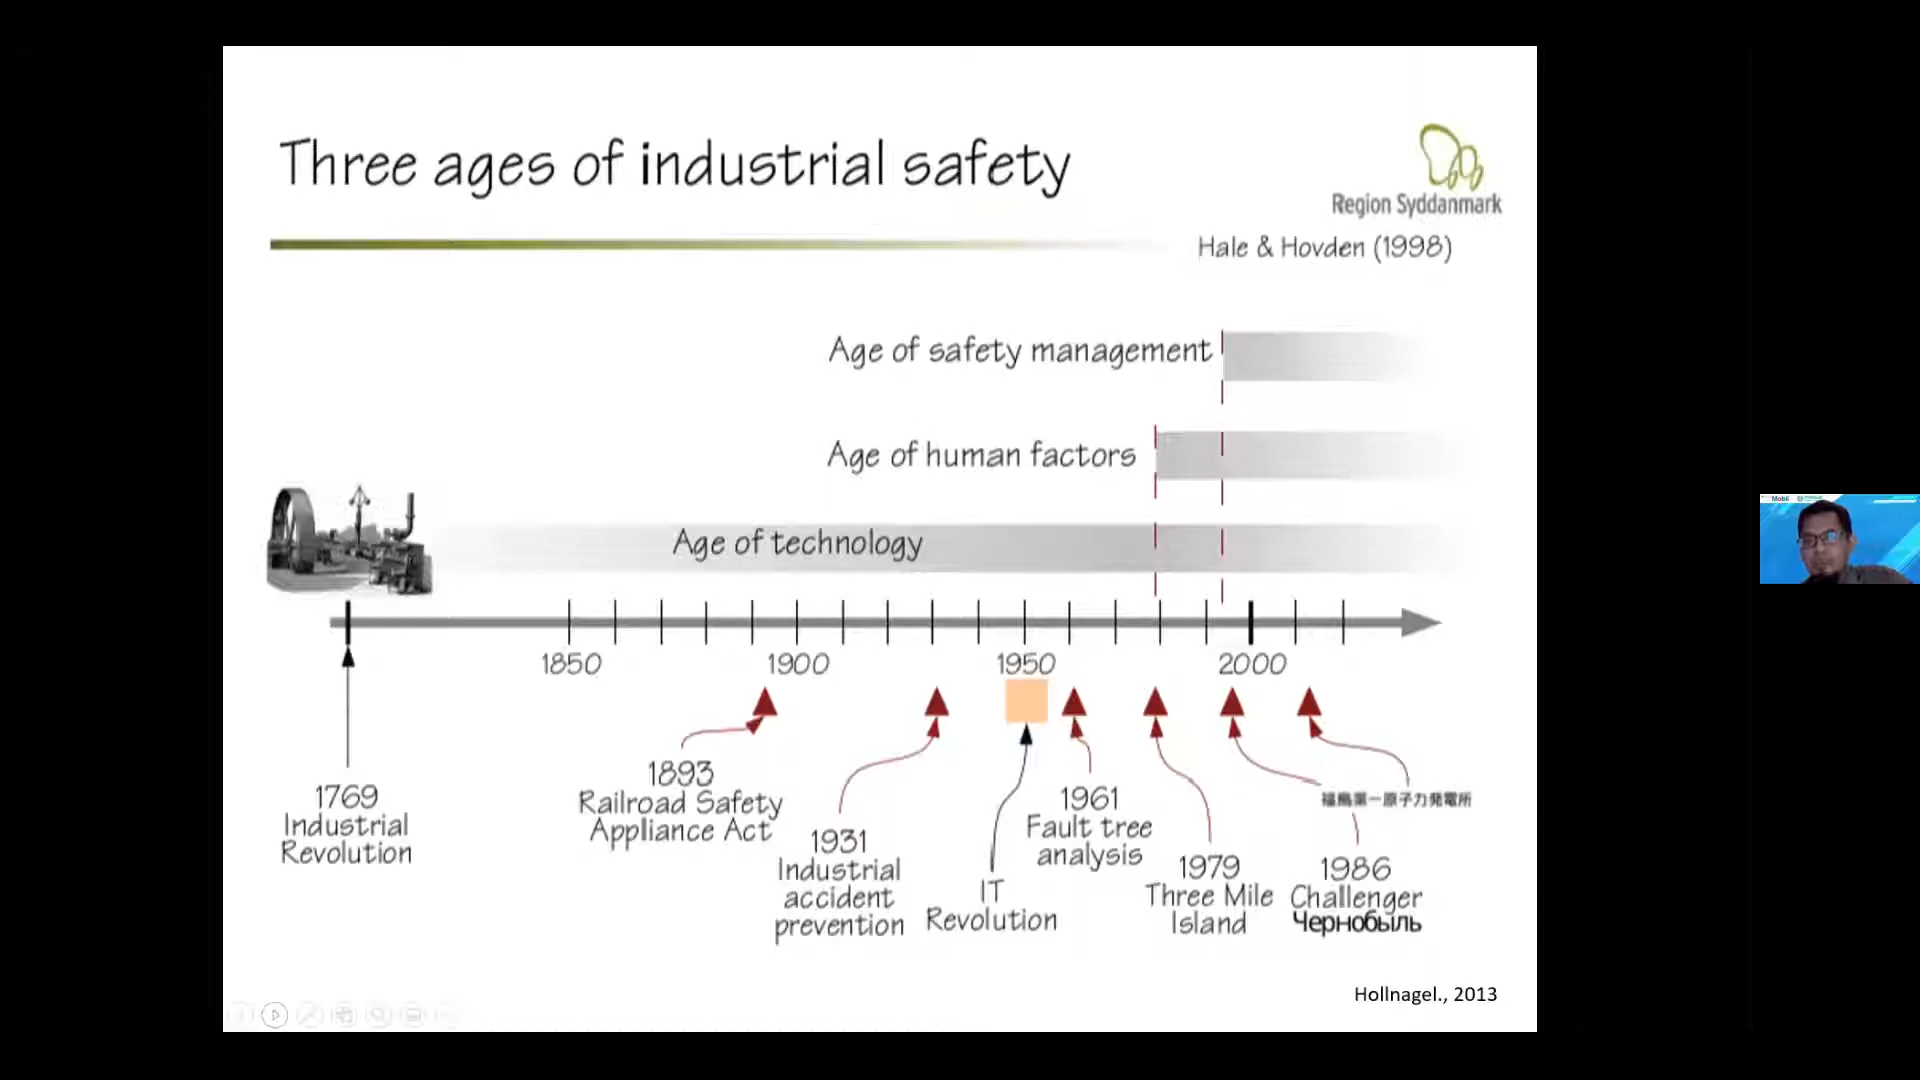 Three ages of industrial safety
Region Syddanmark
Hale & Hovden (1998)
Age of safety management
Age of human factors
Age of technology
1850
1900
1950
2000
1769
Industrial
Revolution
1893
Railroad Safety
Appliance Act
1931
Industrial
accident
prevention
IT
Revolution
1961
Fault tree
analysis
1979
Three Mile
Island
福島第一原子力発電所
1986
Challenger
Чернобыль
Hollnagel., 2013
Mobil